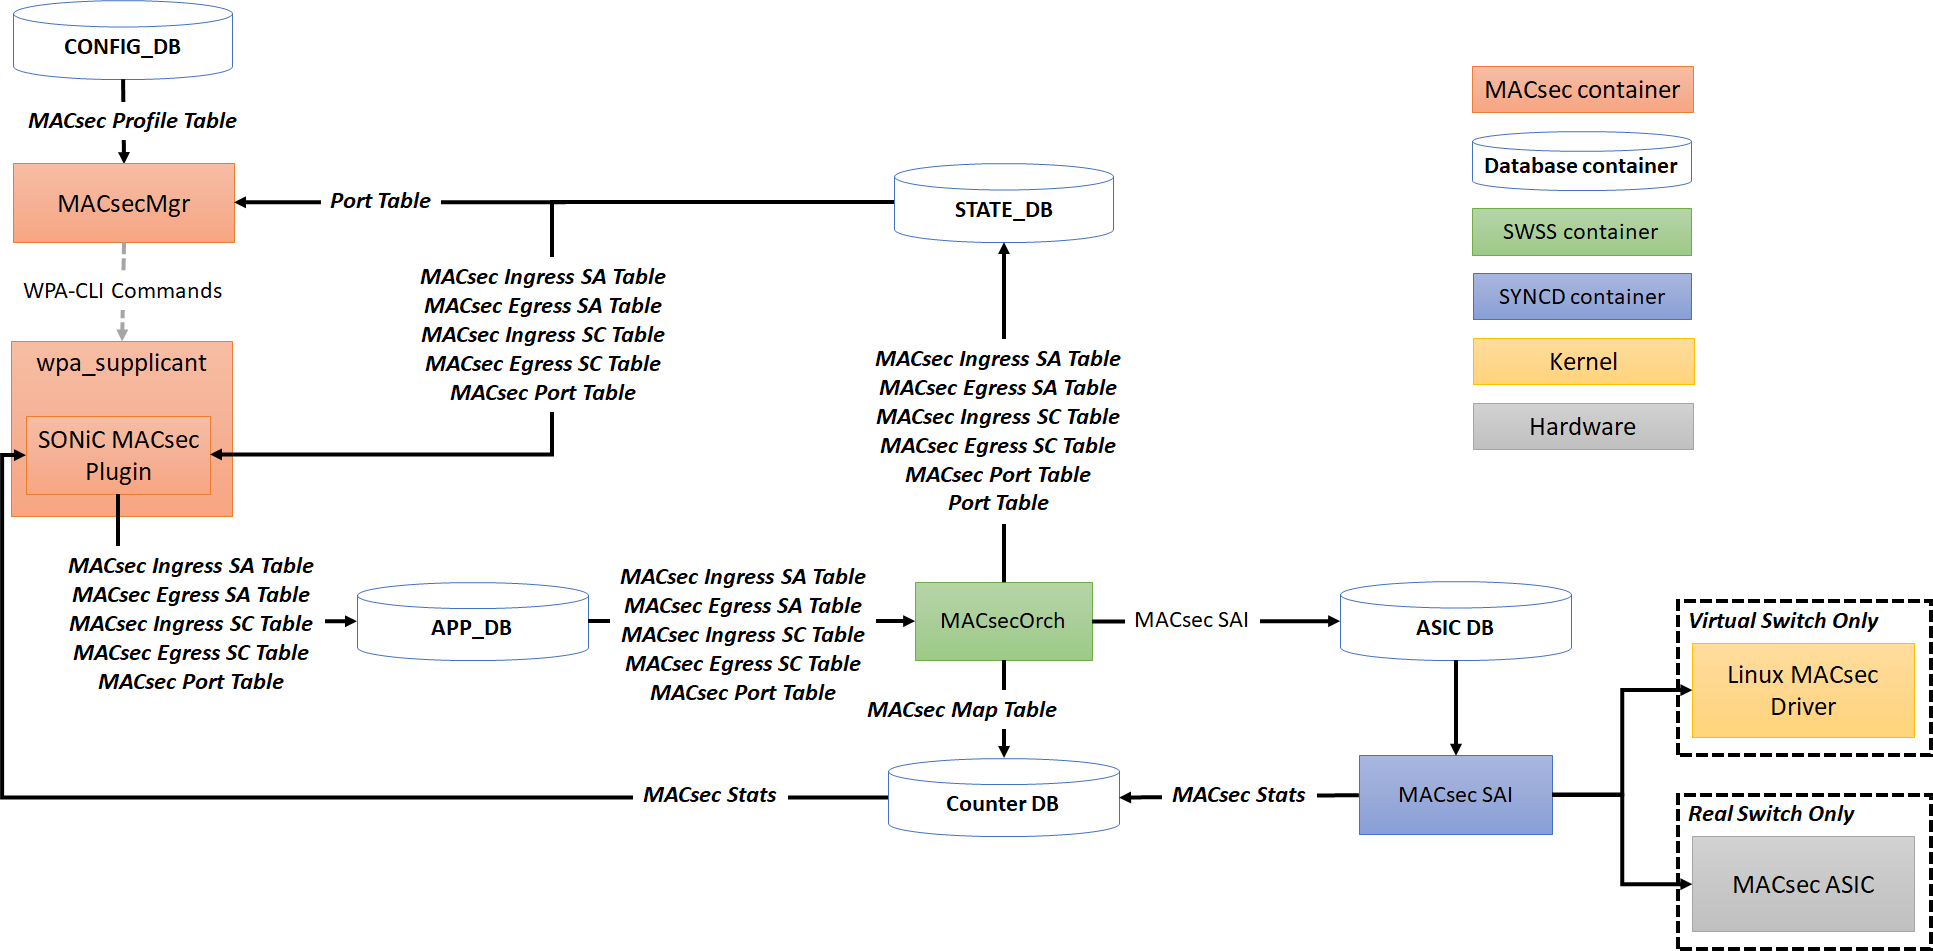 CONFIG_DB
MACsec Profile Table
MACsecMgr
Port Table
STATE_DB
WPA-CLI Commands
MACsec Ingress SA Table
MACsec Egress SA Table
MACsec Ingress SC Table
MACsec Egress SC Table
MACsec Port Table
wpa_supplicant
SONiC MACsec
Plugin
MACsec Ingress SA Table
MACsec Egress SA Table
MACsec Ingress SC Table
MACsec Egress SC Table
MACsec Port Table
Port Table
MACsec Ingress SA Table
MACsec Egress SA Table
MACsec Ingress SC Table
MACsec Egress SC Table
MACsec Port Table
APP_DB
MACsec Ingress SA Table
MACsec Egress SA Table
MACsec Ingress SC Table
MACsec Egress SC Table
MACsec Port Table
MACsecOrch
MACsec SAI
ASIC DB
MACsec Map Table
MACsec Stats
Counter DB
MACsec Stats
MACsec SAI
Virtual Switch Only
Linux MACsec
Driver
Real Switch Only
MACsec ASIC
MACsec container
Database container
SWSS container
SYNCD container
Kernel
Hardware